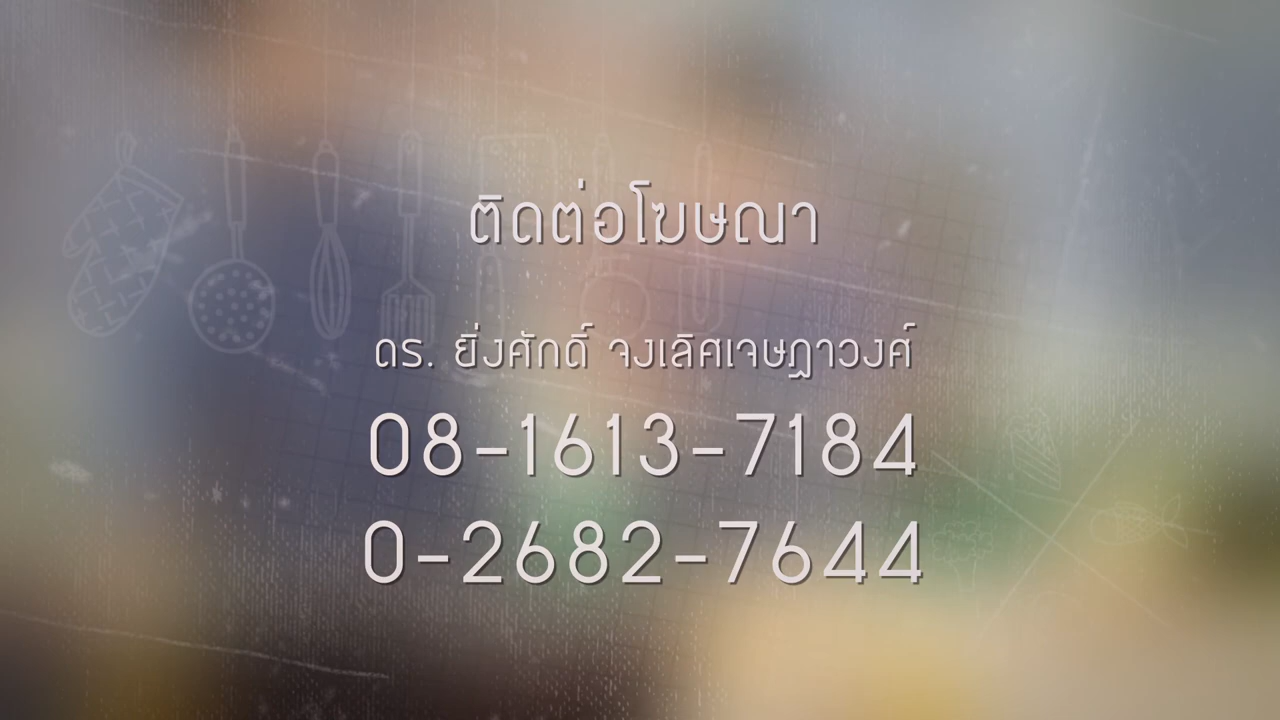 ติดต่อโฆษณา
ดร. ยิ่งศักดิ์ จงเลิศเจษฎาวงศ์
08-1613-7184
0-2682-7644